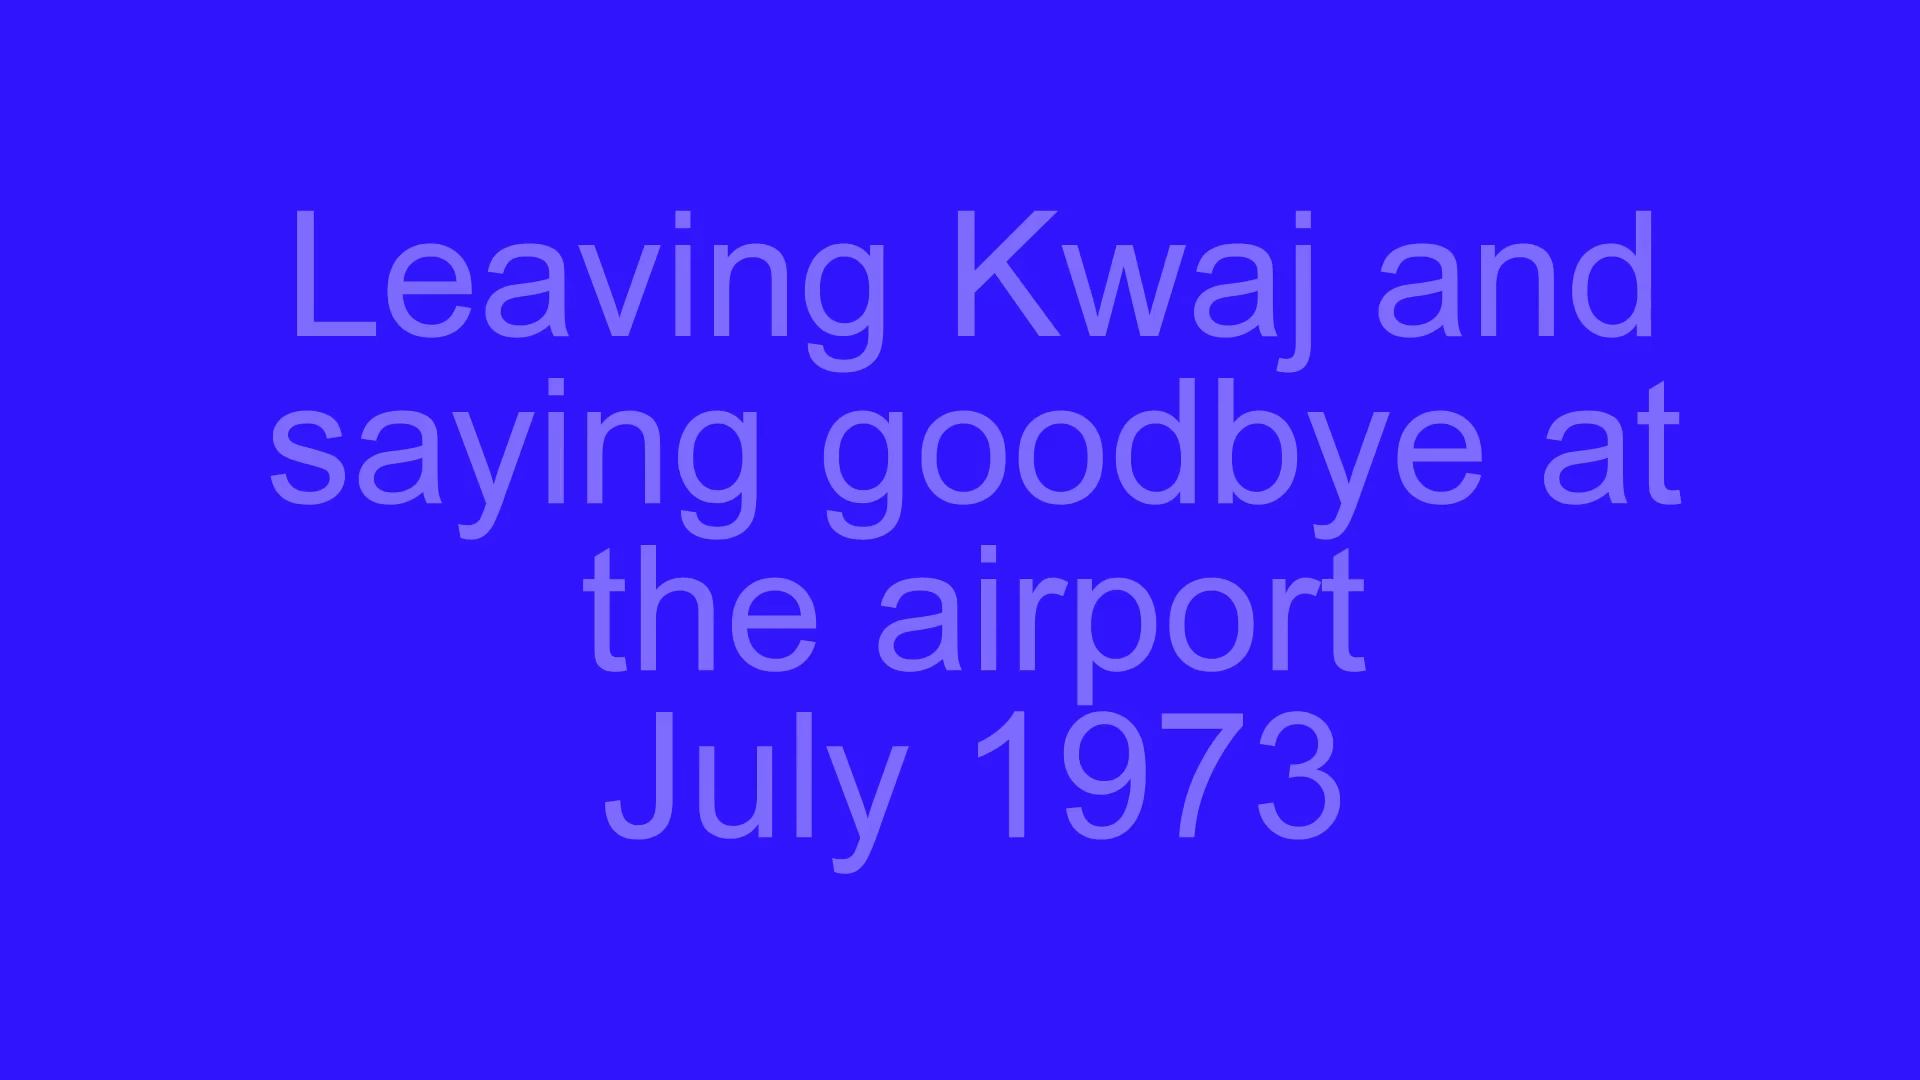 Leaving Kwaj and
saying goodbye at
the airport
July 1973